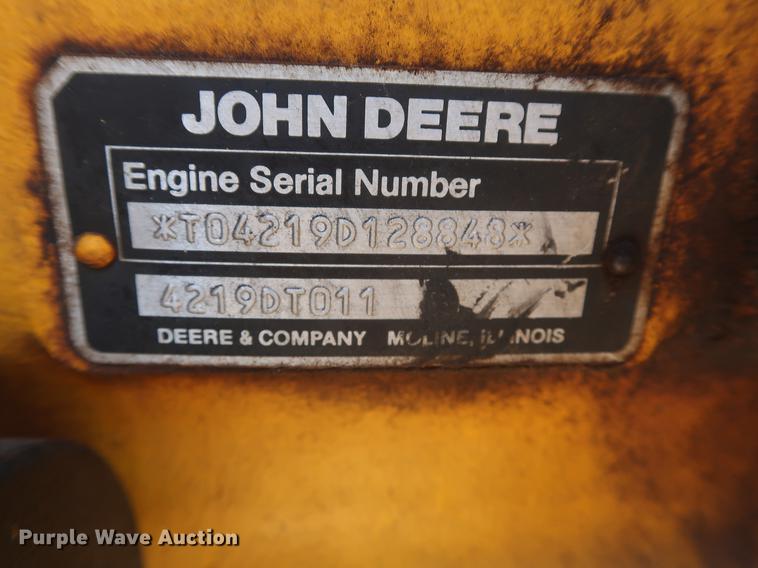 JOHN DEERE
Engine Serial Number
*T04219D128848*
4219DT011
DEERE & COMPANY MOLINE, ILLINOIS
Purple Wave Auction